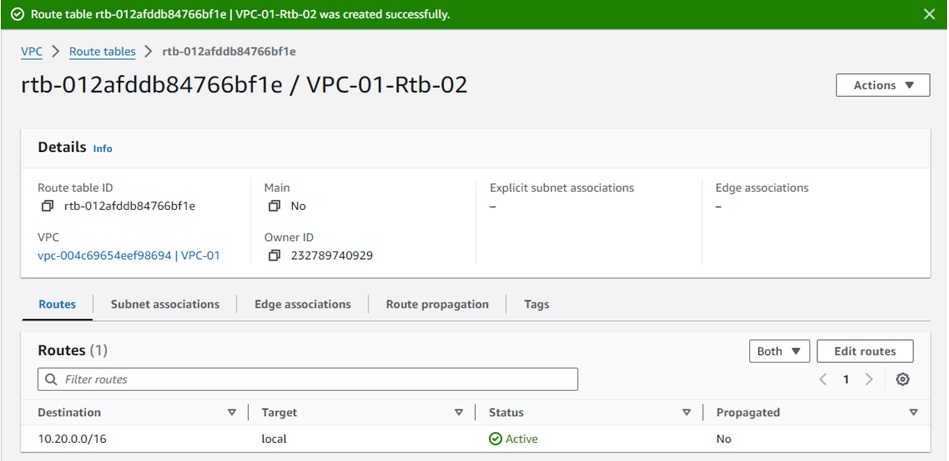 Route table rtb-012afddb84766bf1e | VPC-01-Rtb-02 was created successfully.
VPC > Route tables > rtb-012afddb84766bf1e
rtb-012afddb84766bf1e / VPC-01-Rtb-02
Actions
Details Info
Route table ID
rtb-012afddb84766bf1e
Main
No
Explicit subnet associations
–
Edge associations
–
VPC
vpc-004c69654eef98694 | VPC-01
Owner ID
232789740929
Routes Subnet associations Edge associations Route propagation Tags
Routes (1)
Both Edit routes
Filter routes
1
Destination Target Status Propagated
10.20.0.0/16 local Active No